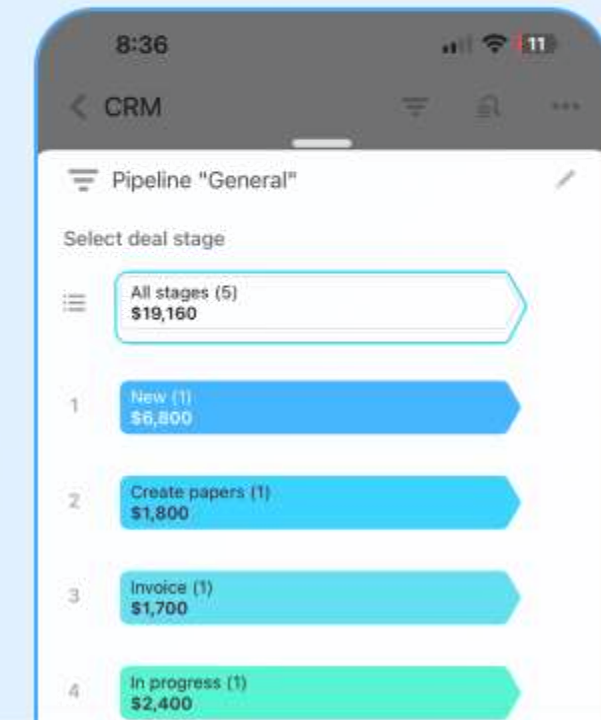 8:36
11
CRM
Pipeline "General"
Select deal stage
All stages (5)
$19,160
1
New (1)
$6,800
2
Create papers (1)
$1,800
3
Invoice (1)
$1,700
4
In progress (1)
$2,400